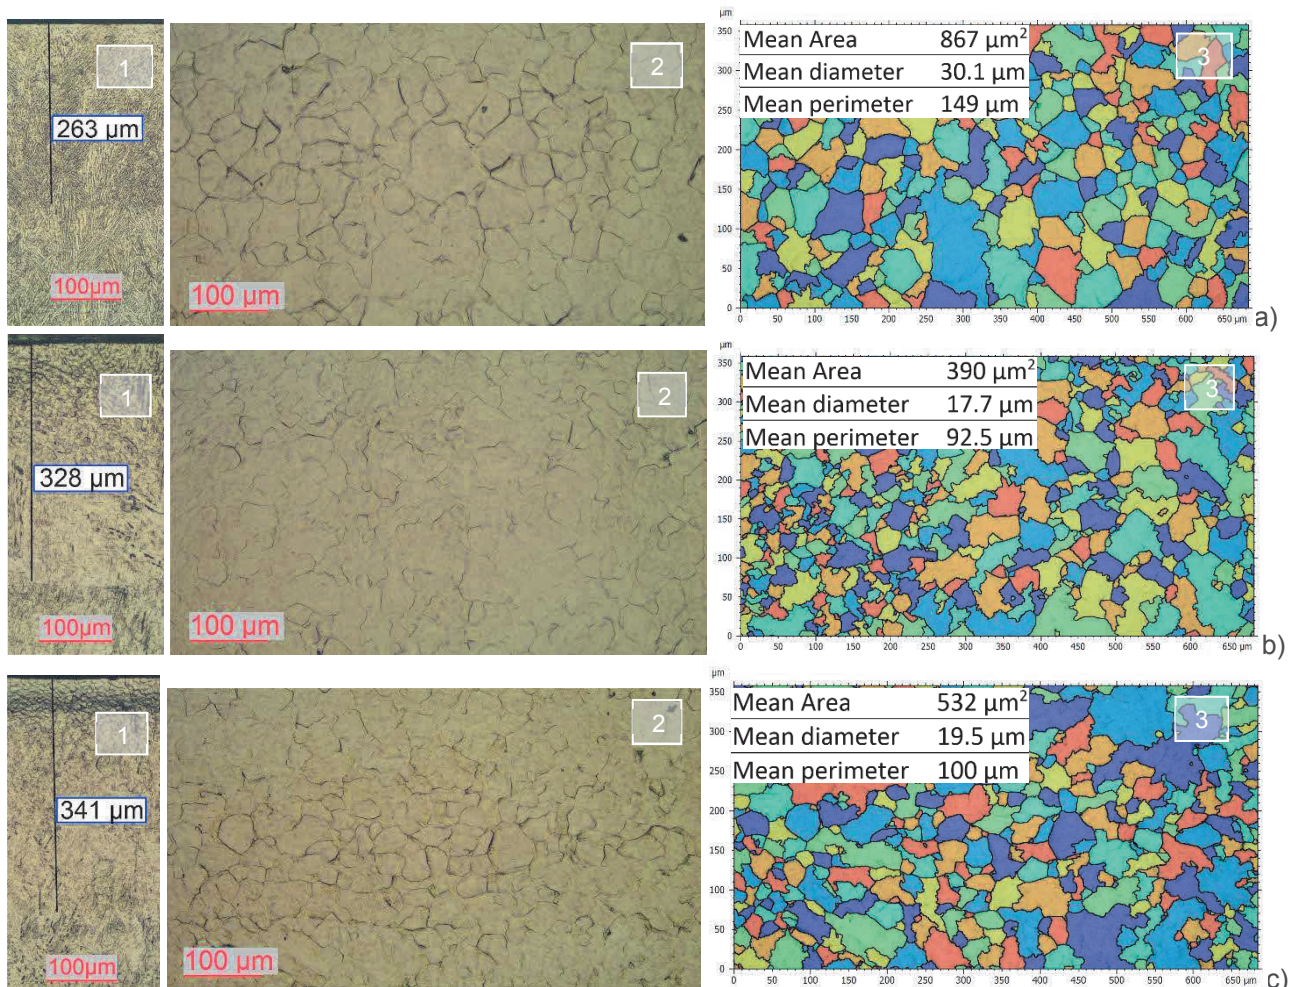 1
263 µm
100µm
2
100 µm
µm
350
300
250
200
150
100
50
0
Mean Area 867 µm²
Mean diameter 30.1 µm
Mean perimeter 149 µm
3
0 50 100 150 200 250 300 350 400 450 500 550 600 650 µm
a)
1
328 µm
100µm
2
100 µm
µm
350
300
250
200
150
100
50
0
Mean Area 390 µm²
Mean diameter 17.7 µm
Mean perimeter 92.5 µm
3
0 50 100 150 200 250 300 350 400 450 500 550 600 650 µm
b)
1
341 µm
100µm
2
100 µm
µm
350
300
250
200
150
100
50
0
Mean Area 532 µm²
Mean diameter 19.5 µm
Mean perimeter 100 µm
3
0 50 100 150 200 250 300 350 400 450 500 550 600 650 µm
c)